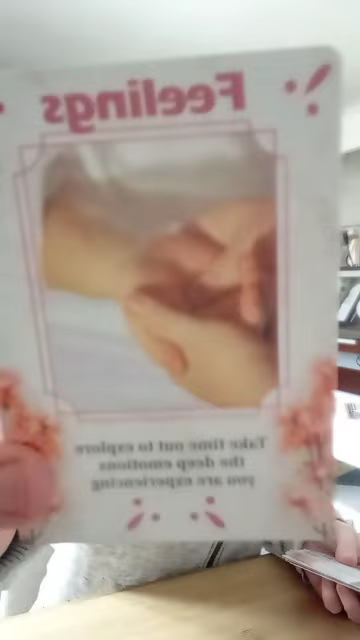 Feelings
Take time out to explore
the deep emotions
you are experiencing